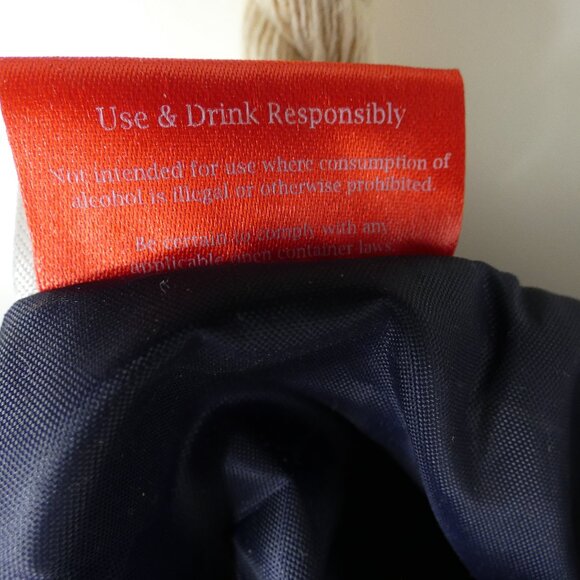 Use & Drink Responsibly
Not intended for use where consumption of
alcohol is illegal or otherwise prohibited.
Be certain to comply with any
applicable open container laws